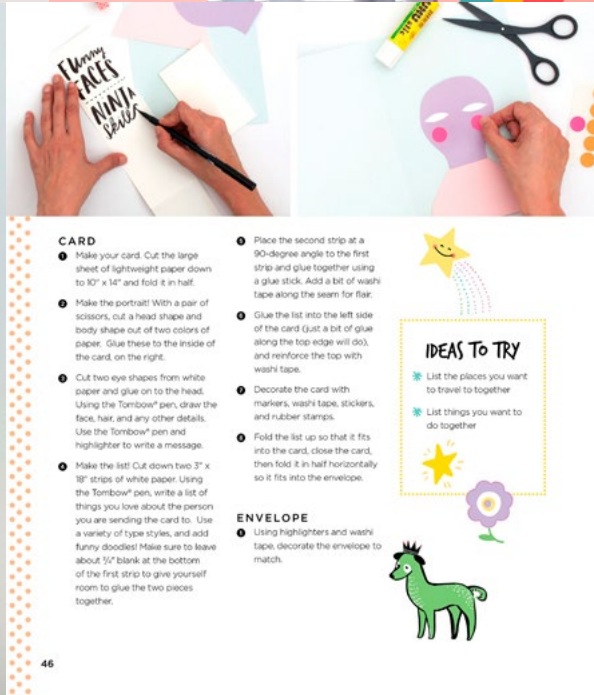 Funny
FACES
NINJA
Skills
CARD
1 Make your card. Cut the large
sheet of lightweight paper down
to 10" x 14" and fold it in half.
2 Make the portrait! With a pair of
scissors, cut a head shape and
body shape out of two colors of
paper. Glue these to the inside of
the card, on the right.
3 Cut two eye shapes from white
paper and glue on to the head.
Using the Tombow® pen, draw the
face, hair, and any other details.
Use the Tombow® pen and
highlighter to write a message.
4 Make the list! Cut down two 3" x
18" strips of white paper. Using
the Tombow® pen, write a list of
things you love about the person
you are sending the card to. Use
a variety of type styles, and add
funny doodles! Make sure to leave
about ¾" blank at the bottom
of the first strip to give yourself
room to glue the two pieces
together.
5 Place the second strip at a
90-degree angle to the first
strip and glue together using
a glue stick. Add a bit of washi
tape along the seam for flair.
6 Glue the list into the left side
of the card (just a bit of glue
along the top edge will do),
and reinforce the top with
washi tape.
7 Decorate the card with
markers, washi tape, stickers,
and rubber stamps.
8 Fold the list up so that it fits
into the card, close the card,
then fold it in half horizontally
so it fits into the envelope.
ENVELOPE
1 Using highlighters and washi
tape, decorate the envelope to
match.
IDEAS TO TRY
List the places you want
to travel to together
List things you want to
do together
46